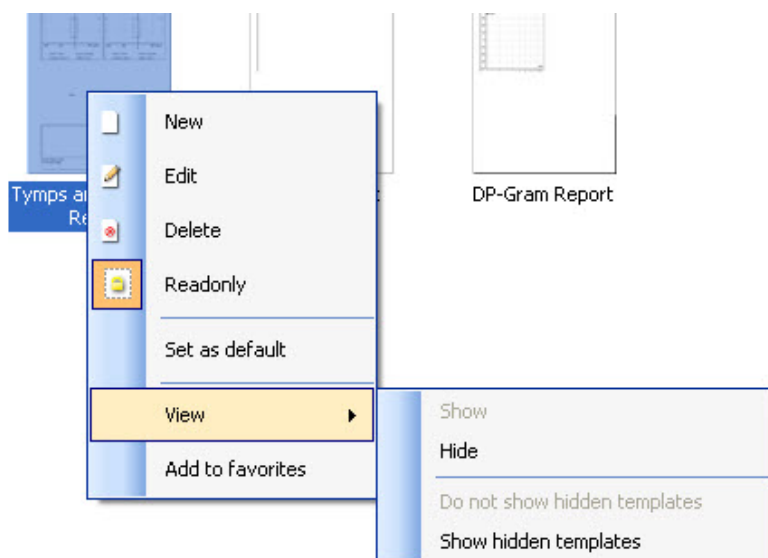 New
Edit
Tymps a
DP-Gram Report
Re
Delete
Readonly
Set as default
View
Show
Hide
Add to favorites
Do not show hidden templates
Show hidden templates